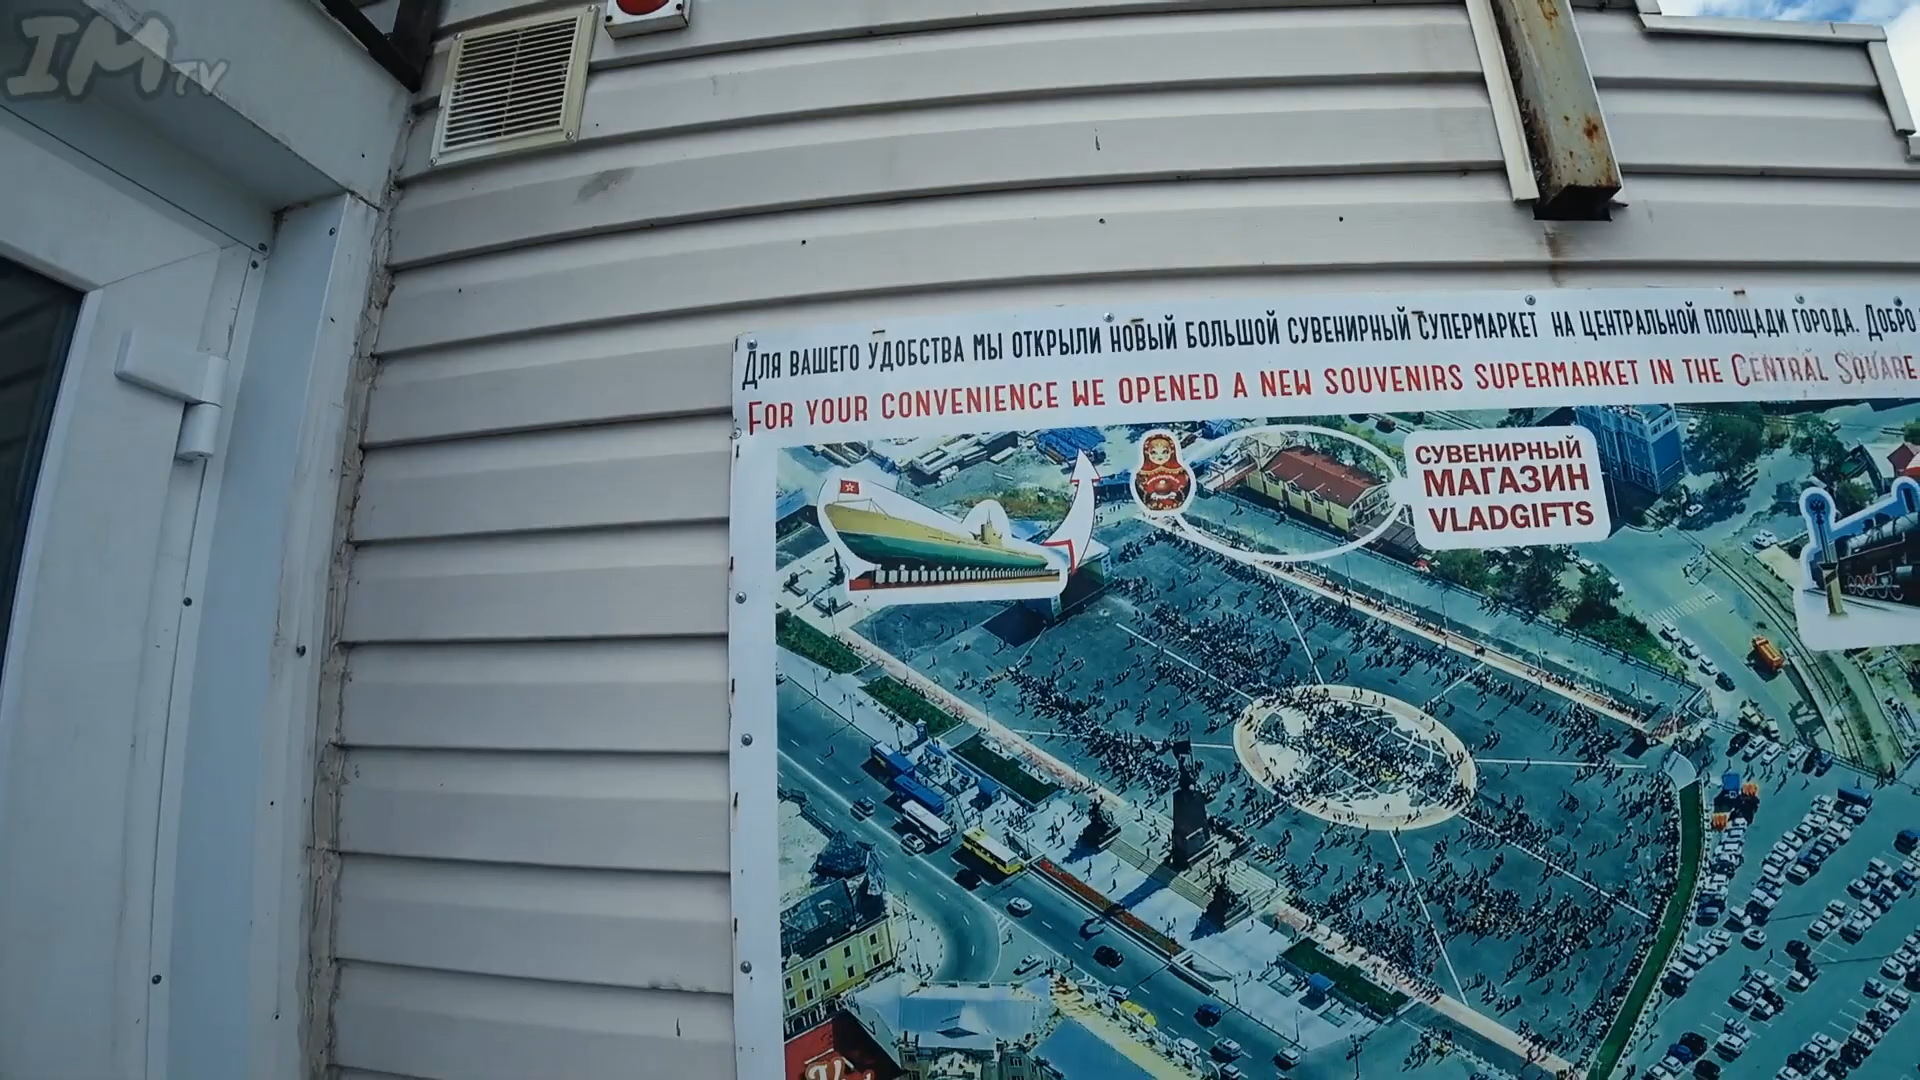 IMTV
Для вашего удобства мы открыли новый большой сувенирный супермаркет на центральной площади города. Добро
For your convenience we opened a new souvenirs supermarket in the Central Square
СУВЕНИРНЫЙ
МАГАЗИН
VLADGIFTS